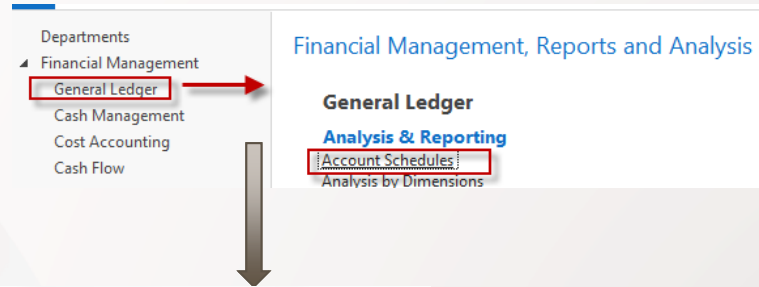 Departments
Financial Management
General Ledger
Cash Management
Cost Accounting
Cash Flow
Financial Management, Reports and Analysis
General Ledger
Analysis & Reporting
Account Schedules
Analysis by Dimensions